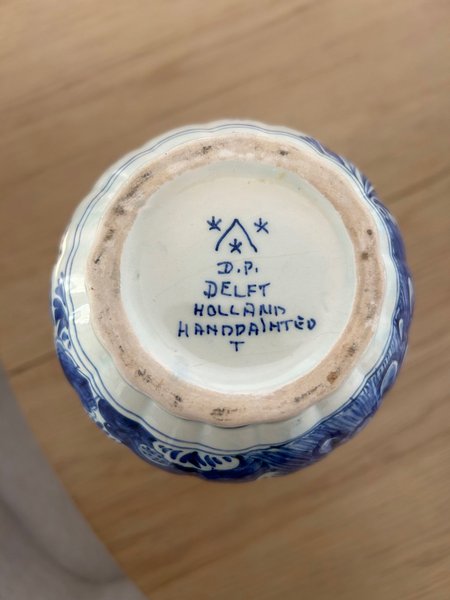 D.P.
DELFT
HOLLAND
HANDPAINTED
T